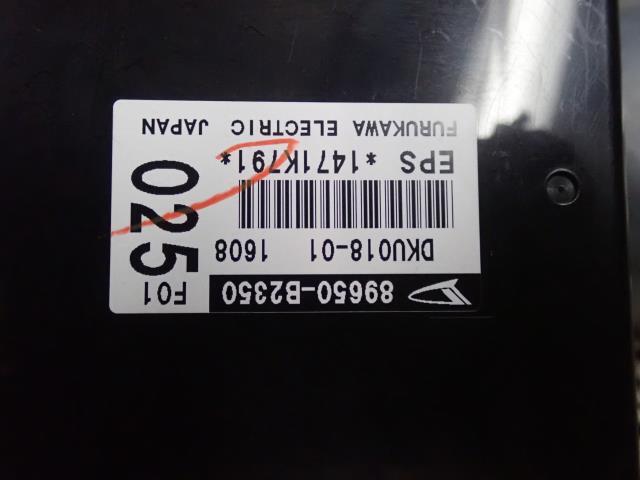 89650-B2350
F01
DKU018-01 1608
025
EPS *1471K791*
FURUKAWA ELECTRIC JAPAN